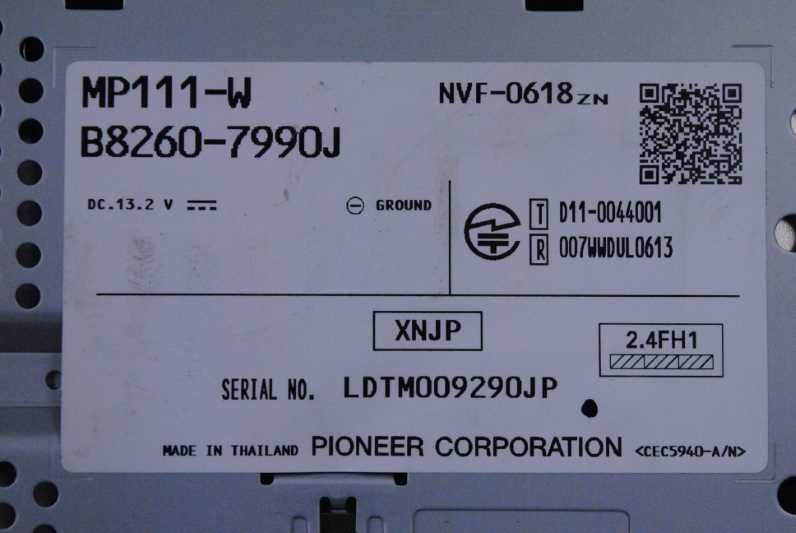 MP111-W
NVF-0618ZN
B8260-7990J
DC.13.2 V
GROUND
T D11-0044001
R 007WWDUL0613
XNJP
2.4FH1
SERIAL NO. LDTM009290JP
MADE IN THAILAND PIONEER CORPORATION <CEC5940-A/N>